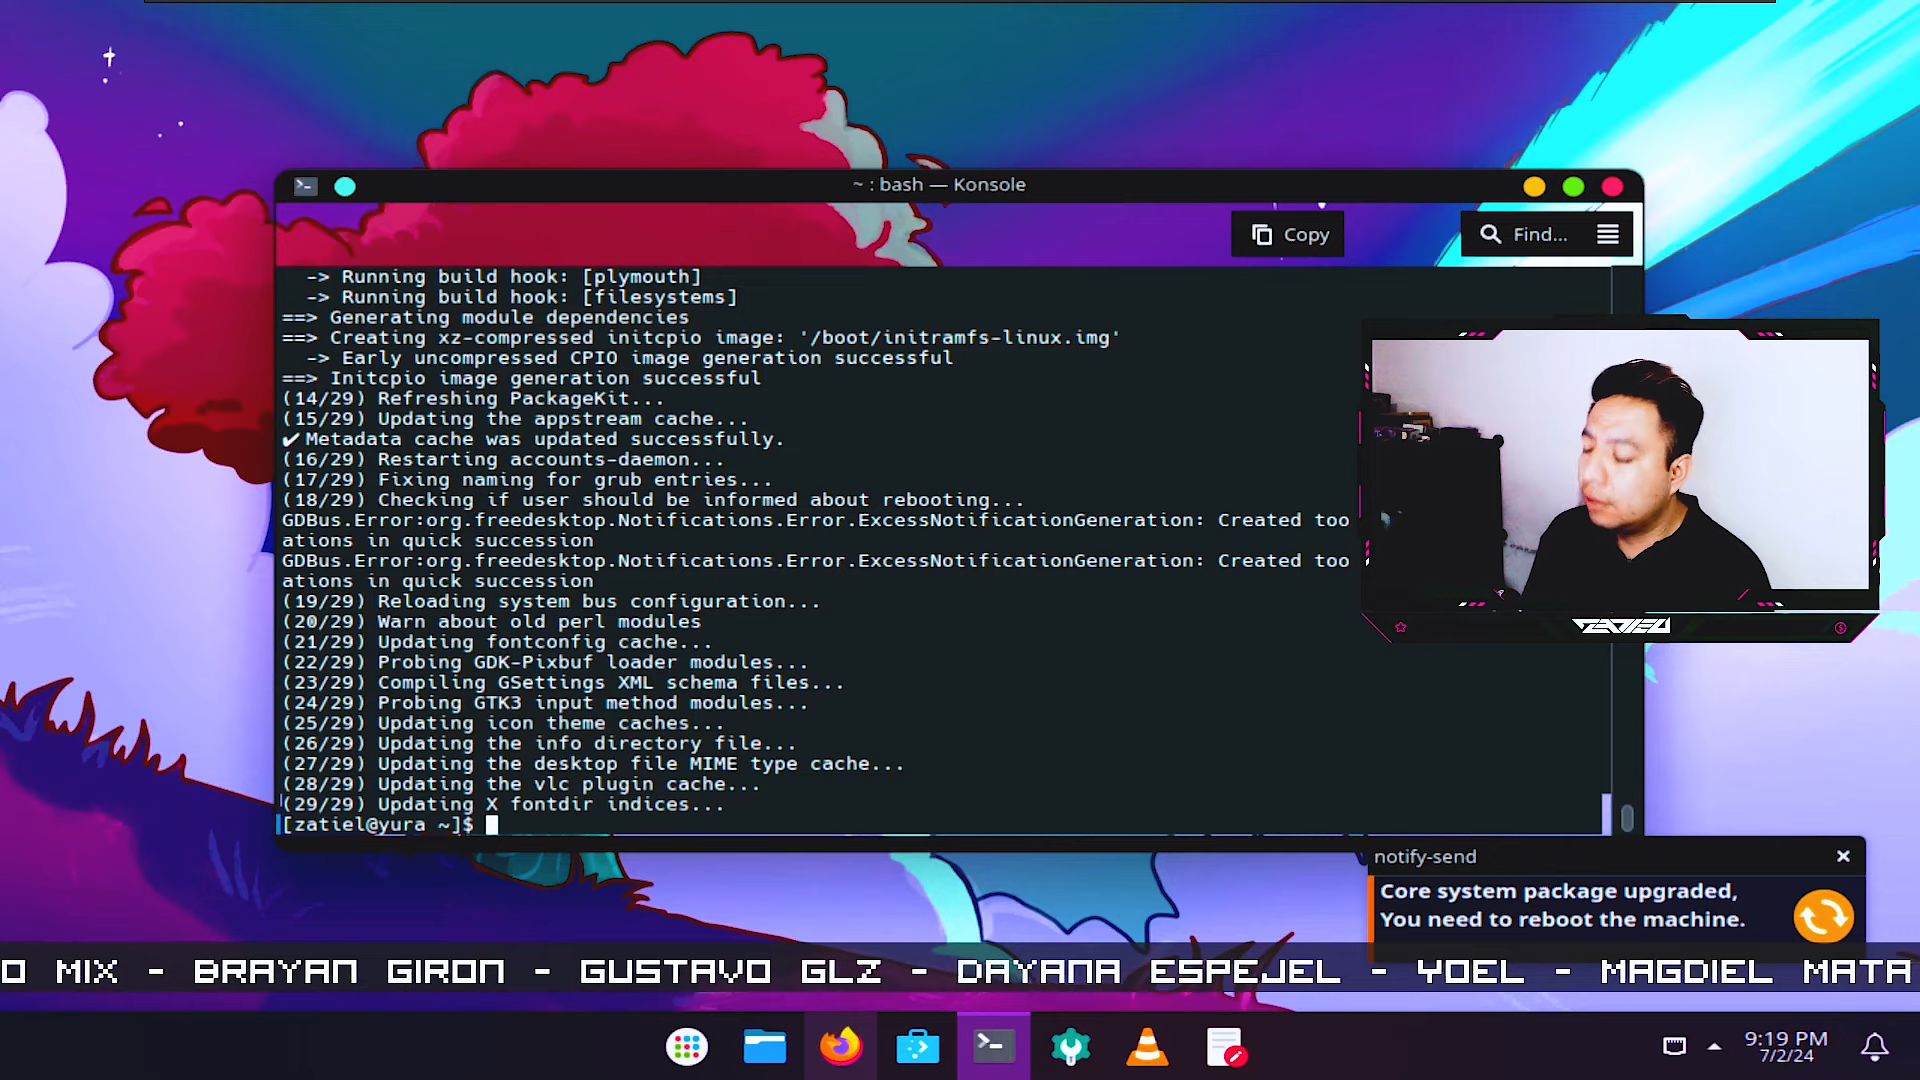 ~ : bash — Konsole
Copy
Find...
-> Running build hook: [plymouth]
-> Running build hook: [filesystems]
==> Generating module dependencies
==> Creating xz-compressed initcpio image: '/boot/initramfs-linux.img'
-> Early uncompressed CPIO image generation successful
==> Initcpio image generation successful
(14/29) Refreshing PackageKit...
(15/29) Updating the appstream cache...
✔ Metadata cache was updated successfully.
(16/29) Restarting accounts-daemon...
(17/29) Fixing naming for grub entries...
(18/29) Checking if user should be informed about rebooting...
GDBus.Error:org.freedesktop.Notifications.Error.ExcessNotificationGeneration: Created too
ations in quick succession
GDBus.Error:org.freedesktop.Notifications.Error.ExcessNotificationGeneration: Created too
ations in quick succession
(19/29) Reloading system bus configuration...
(20/29) Warn about old perl modules
(21/29) Updating fontconfig cache...
(22/29) Probing GDK-Pixbuf loader modules...
(23/29) Compiling GSettings XML schema files...
(24/29) Probing GTK3 input method modules...
(25/29) Updating icon theme caches...
(26/29) Updating the info directory file...
(27/29) Updating the desktop file MIME type cache...
(28/29) Updating the vlc plugin cache...
(29/29) Updating X fontdir indices...
[zatiel@yura ~]$
notify-send
Core system package upgraded,
You need to reboot the machine.
O MIX - BRAYAN GIRON - GUSTAVO GLZ - DAYANA ESPEJEL - YOEL - MAGDIEL MATA
9:19 PM
7/2/24